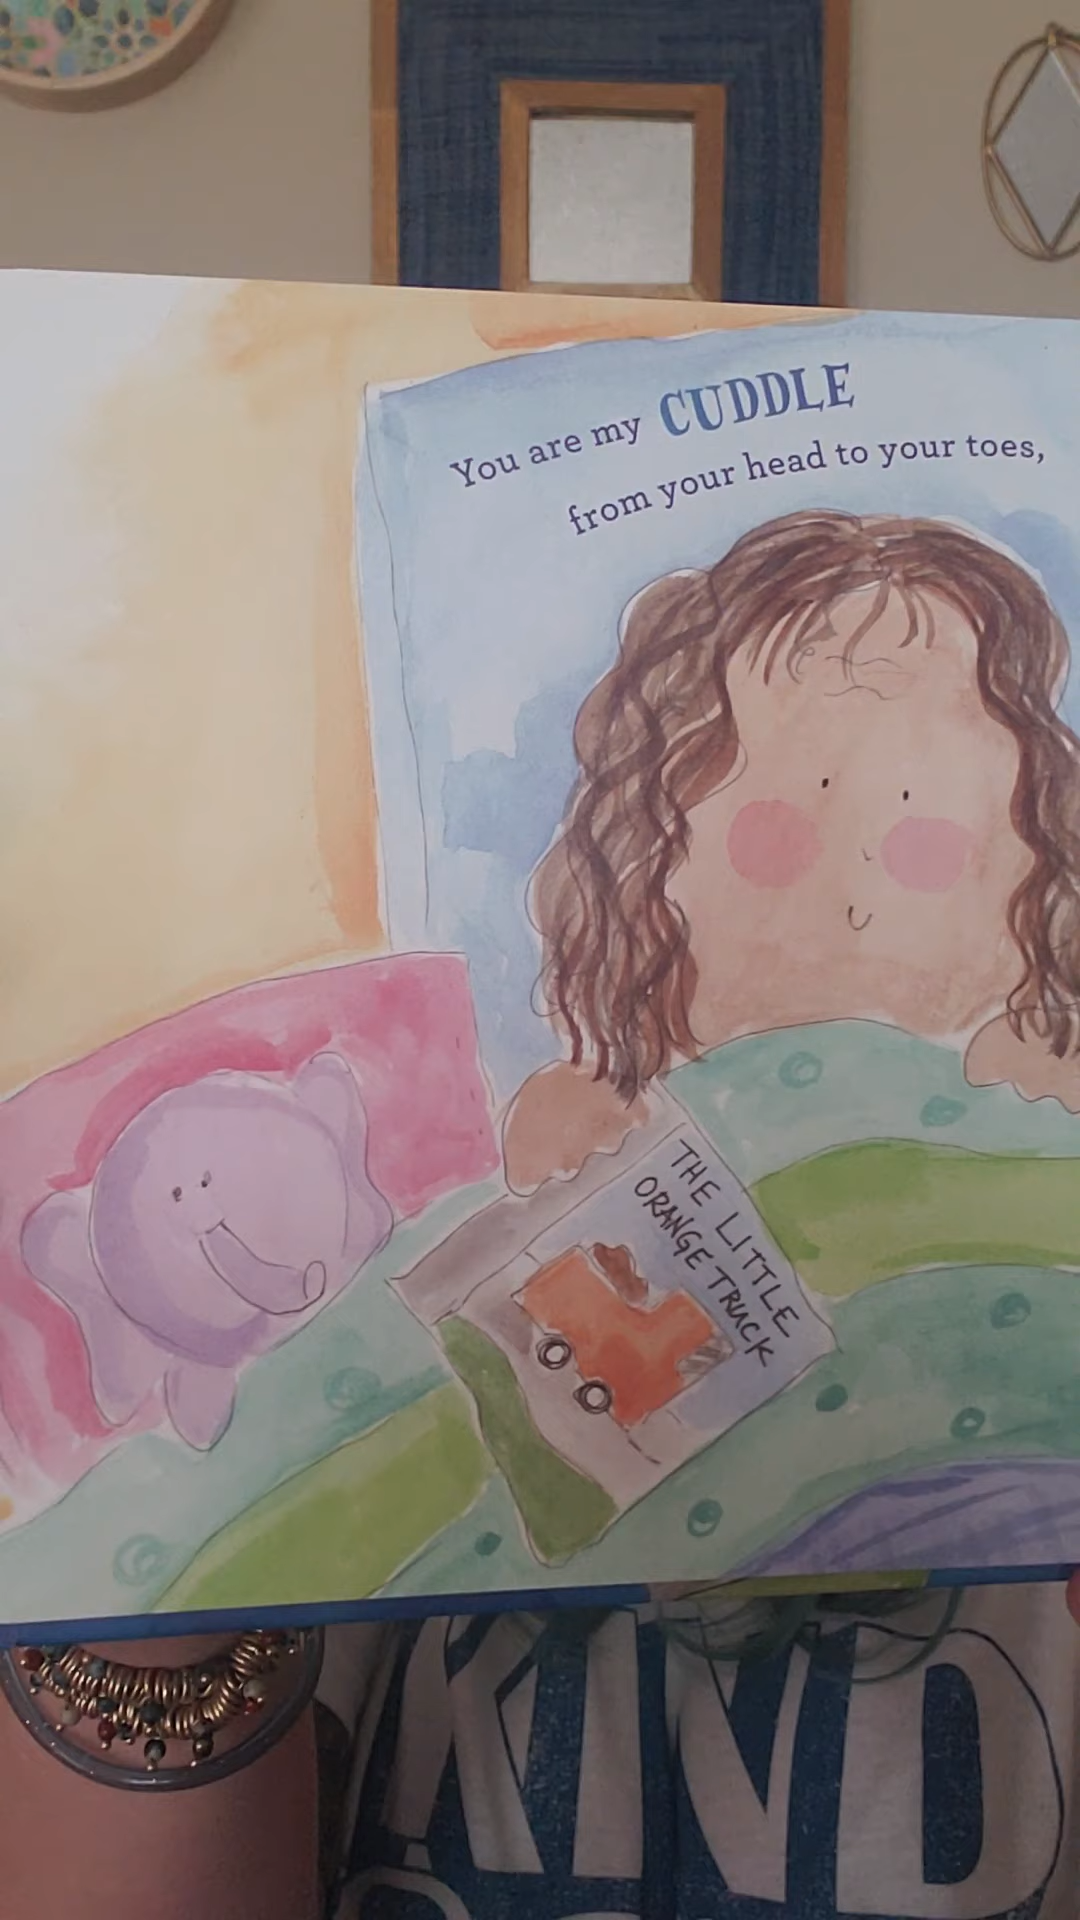 You are my CUDDLE
from your head to your toes,
THE LITTLE
ORANGE TRUCK
KIND